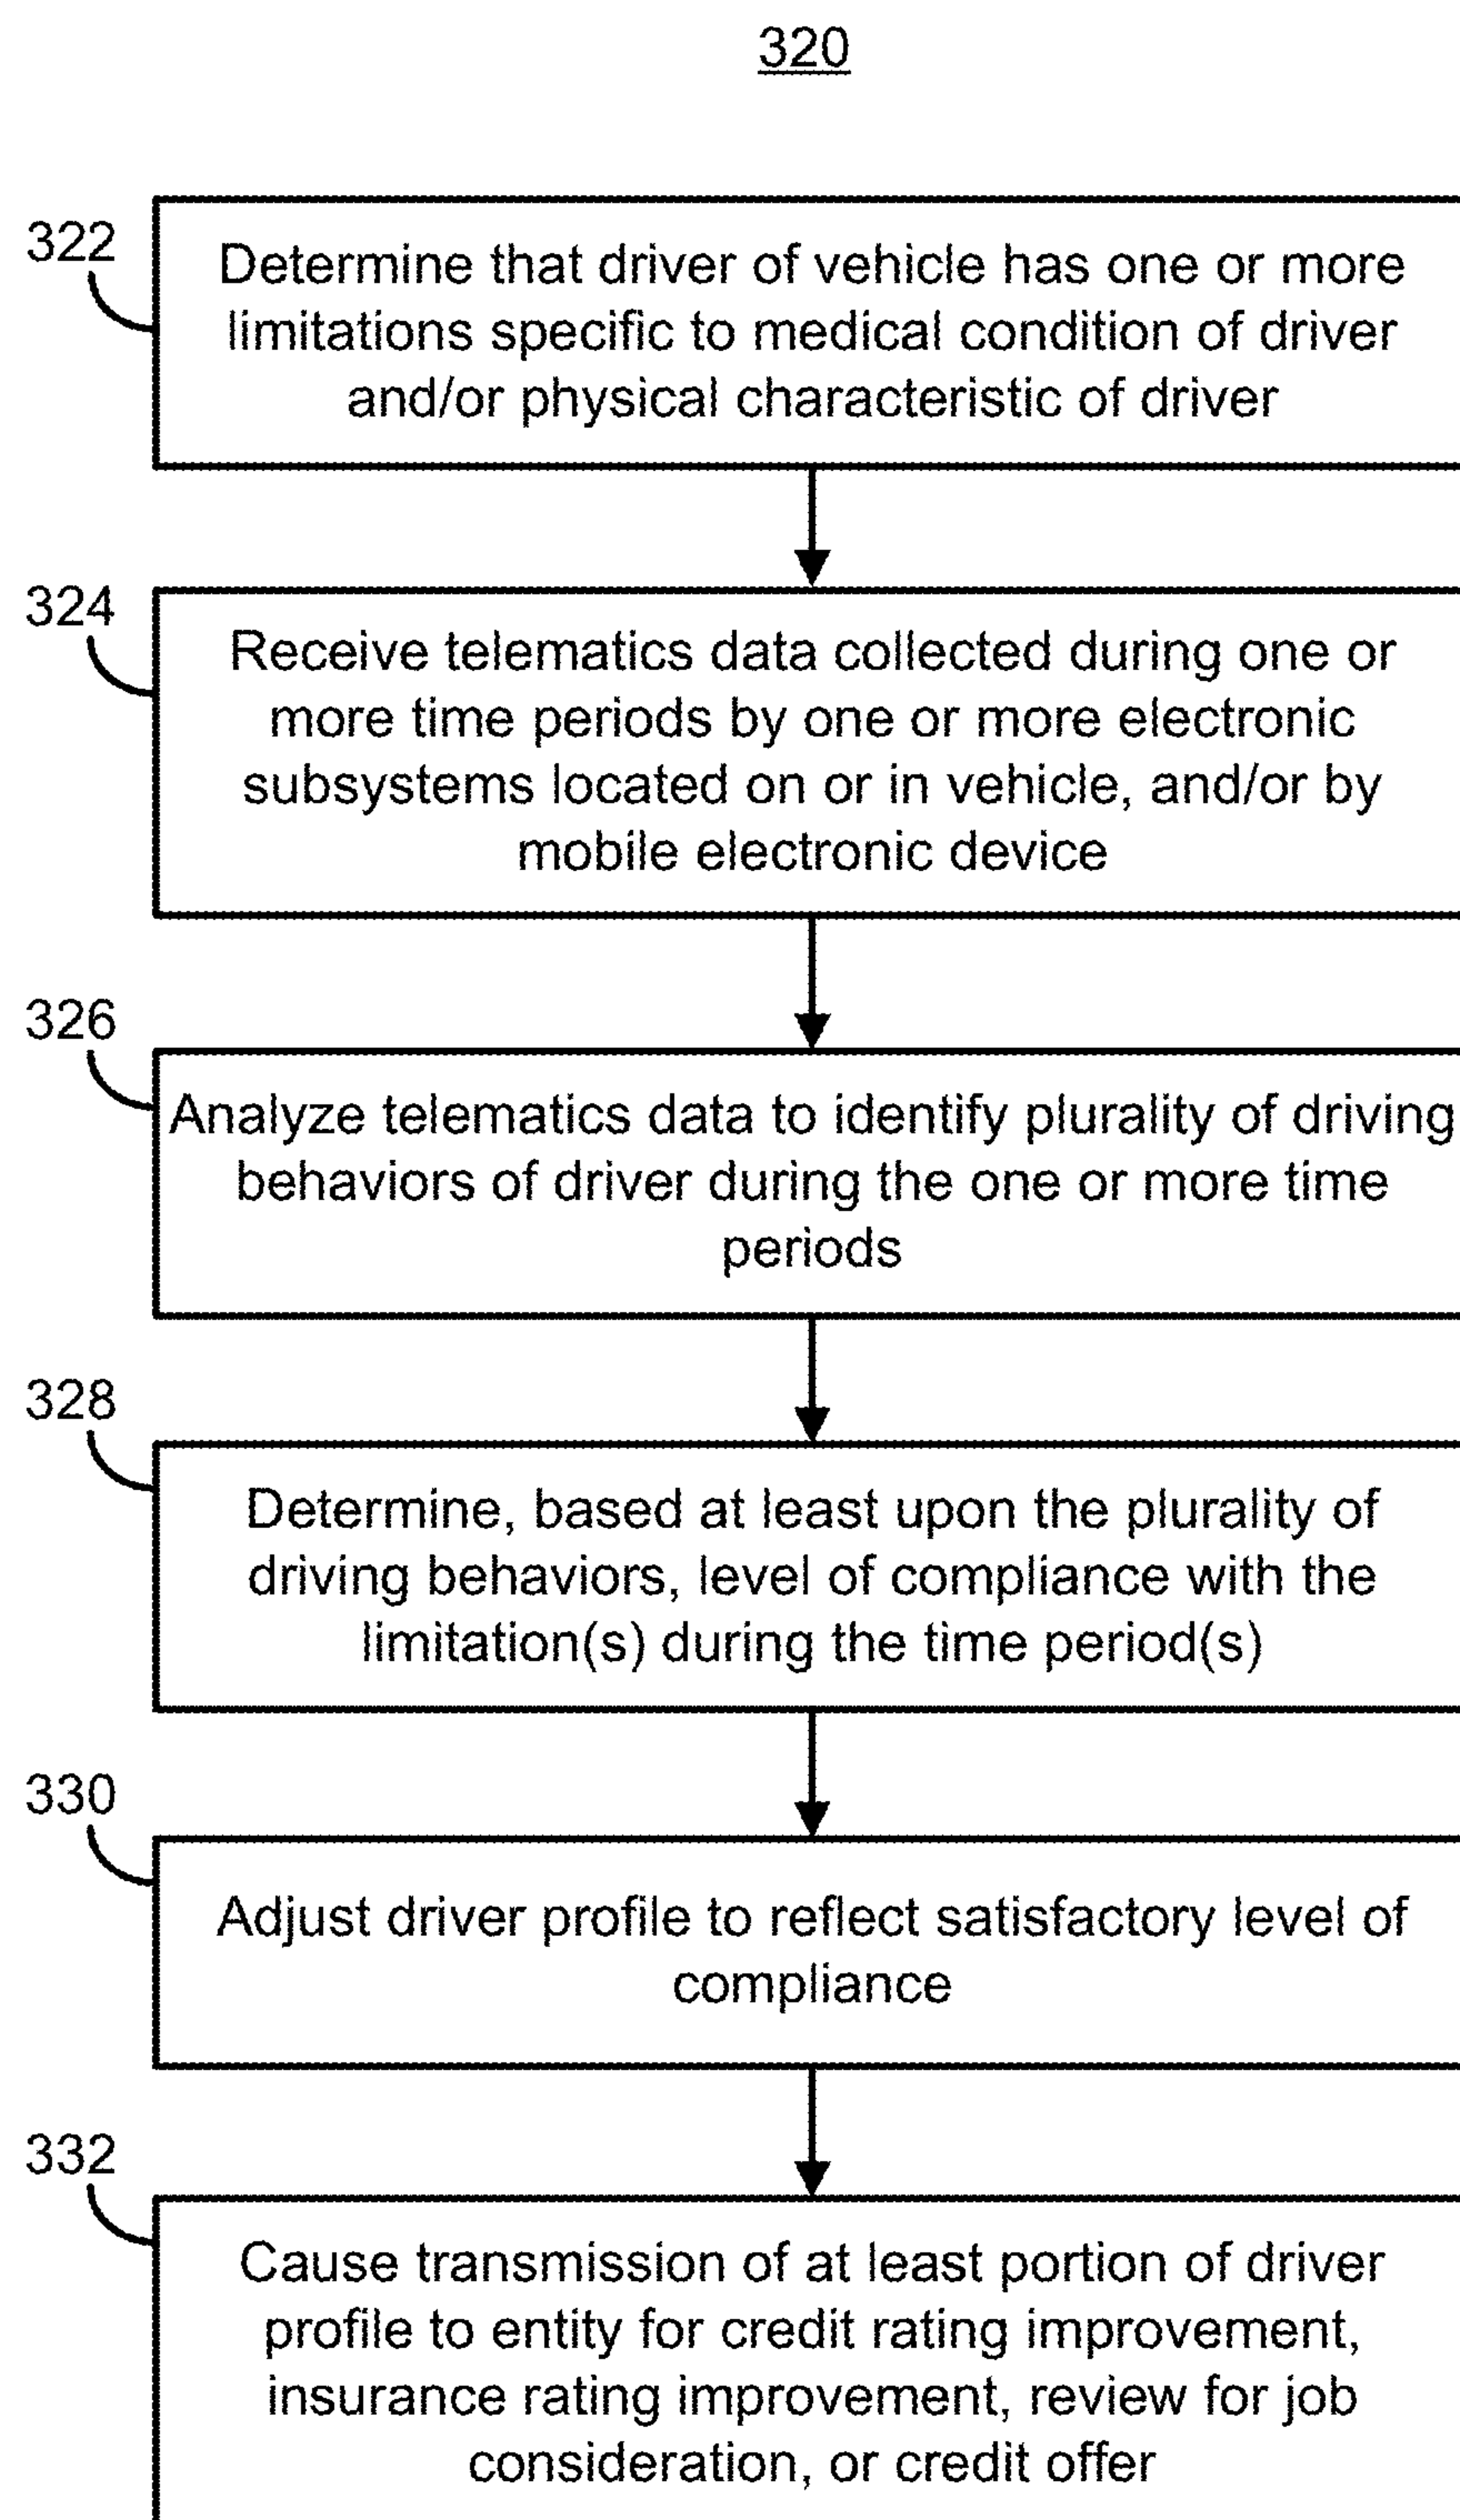 320
322
Determine that driver of vehicle has one or more
limitations specific to medical condition of driver
and/or physical characteristic of driver
324
Receive telematics data collected during one or
more time periods by one or more electronic
subsystems located on or in vehicle, and/or by
mobile electronic device
326
Analyze telematics data to identify plurality of driving
behaviors of driver during the one or more time
periods
328
Determine, based at least upon the plurality of
driving behaviors, level of compliance with the
limitation(s) during the time period(s)
330
Adjust driver profile to reflect satisfactory level of
compliance
332
Cause transmission of at least portion of driver
profile to entity for credit rating improvement,
insurance rating improvement, review for job
consideration, or credit offer